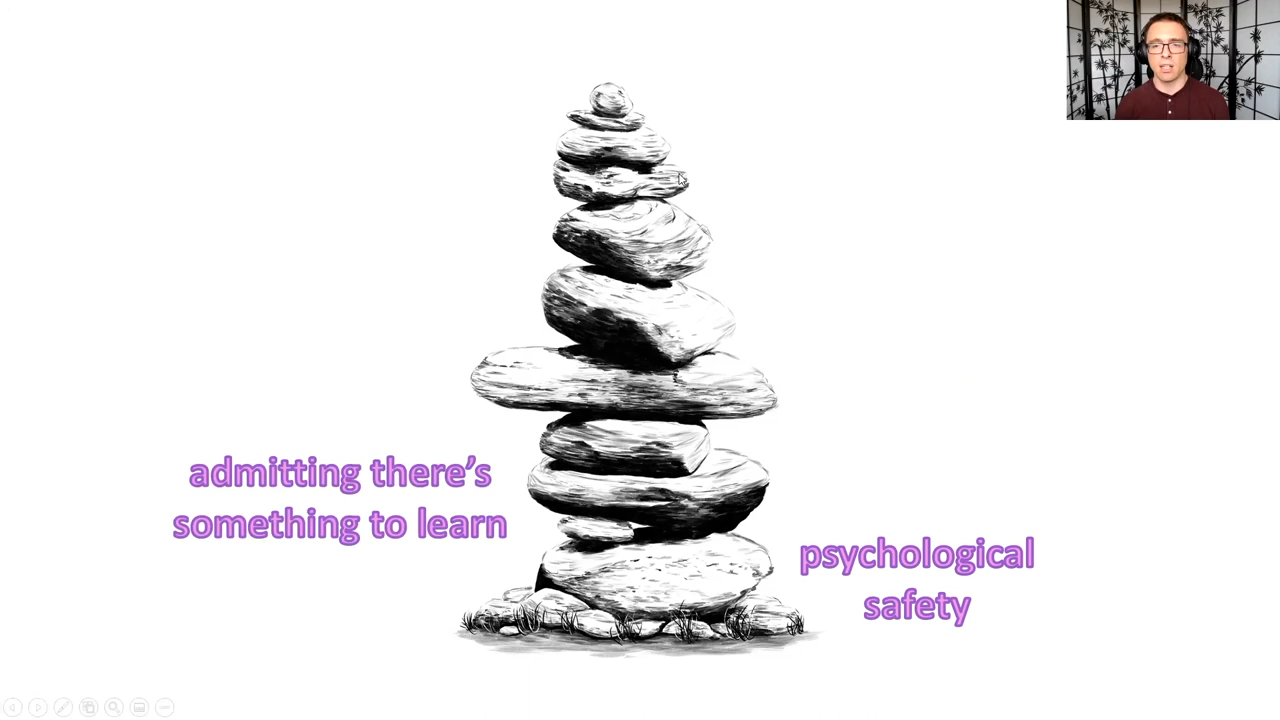 admitting there’s
something to learn
psychological
safety